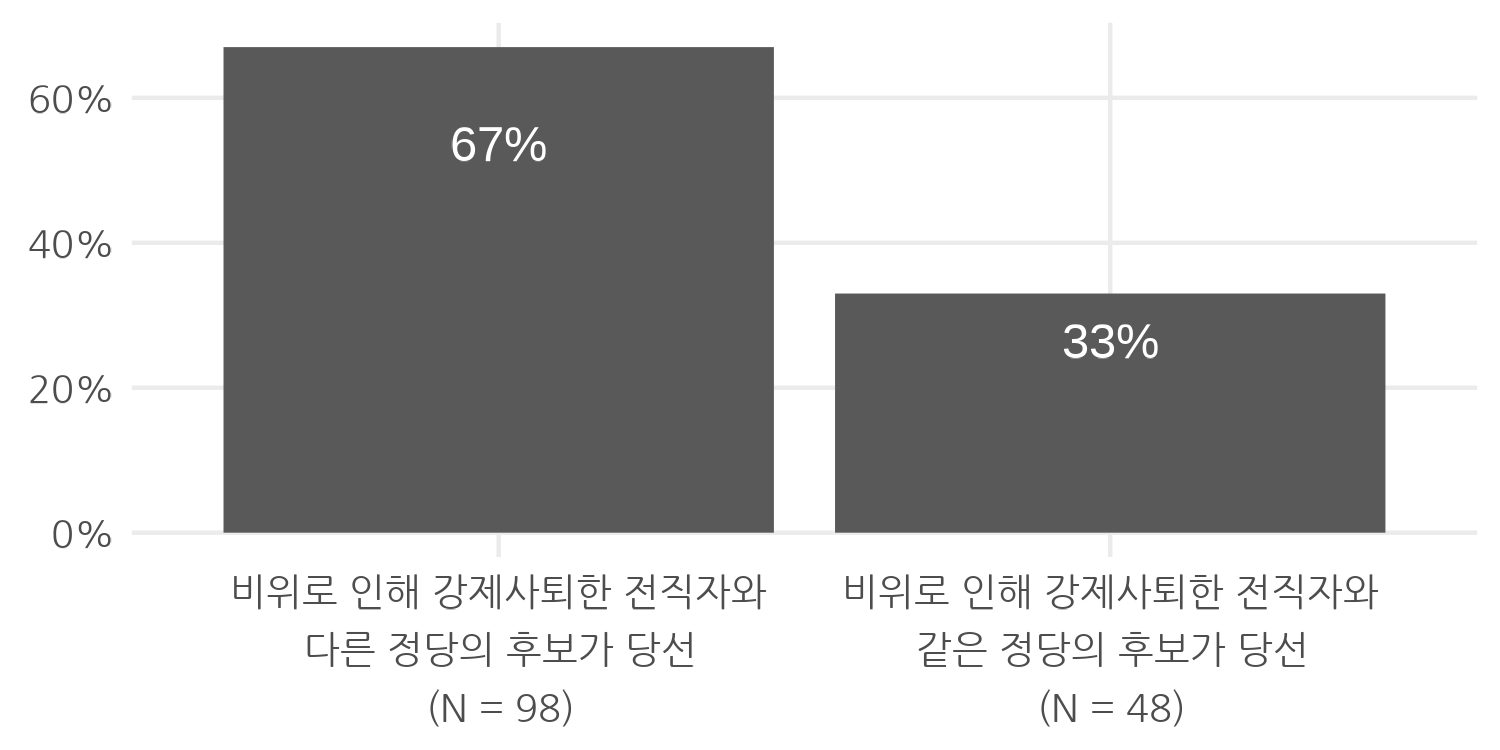 60%
40%
20%
0%
67%
33%
비위로 인해 강제사퇴한 전직자와
다른 정당의 후보가 당선
(N = 98)
비위로 인해 강제사퇴한 전직자와
같은 정당의 후보가 당선
(N = 48)